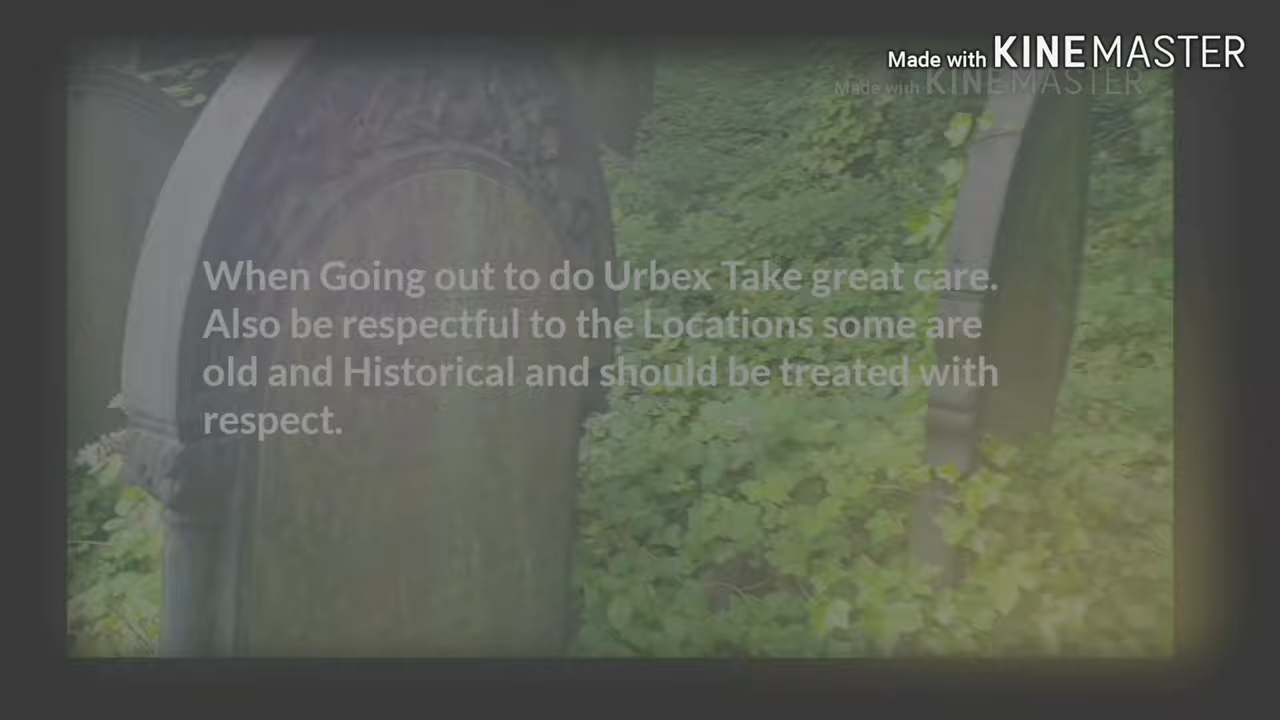 Made with KINEMASTER
Made with KINEMASTER
When Going out to do Urbex Take great care.
Also be respectful to the Locations some are
old and Historical and should be treated with
respect.